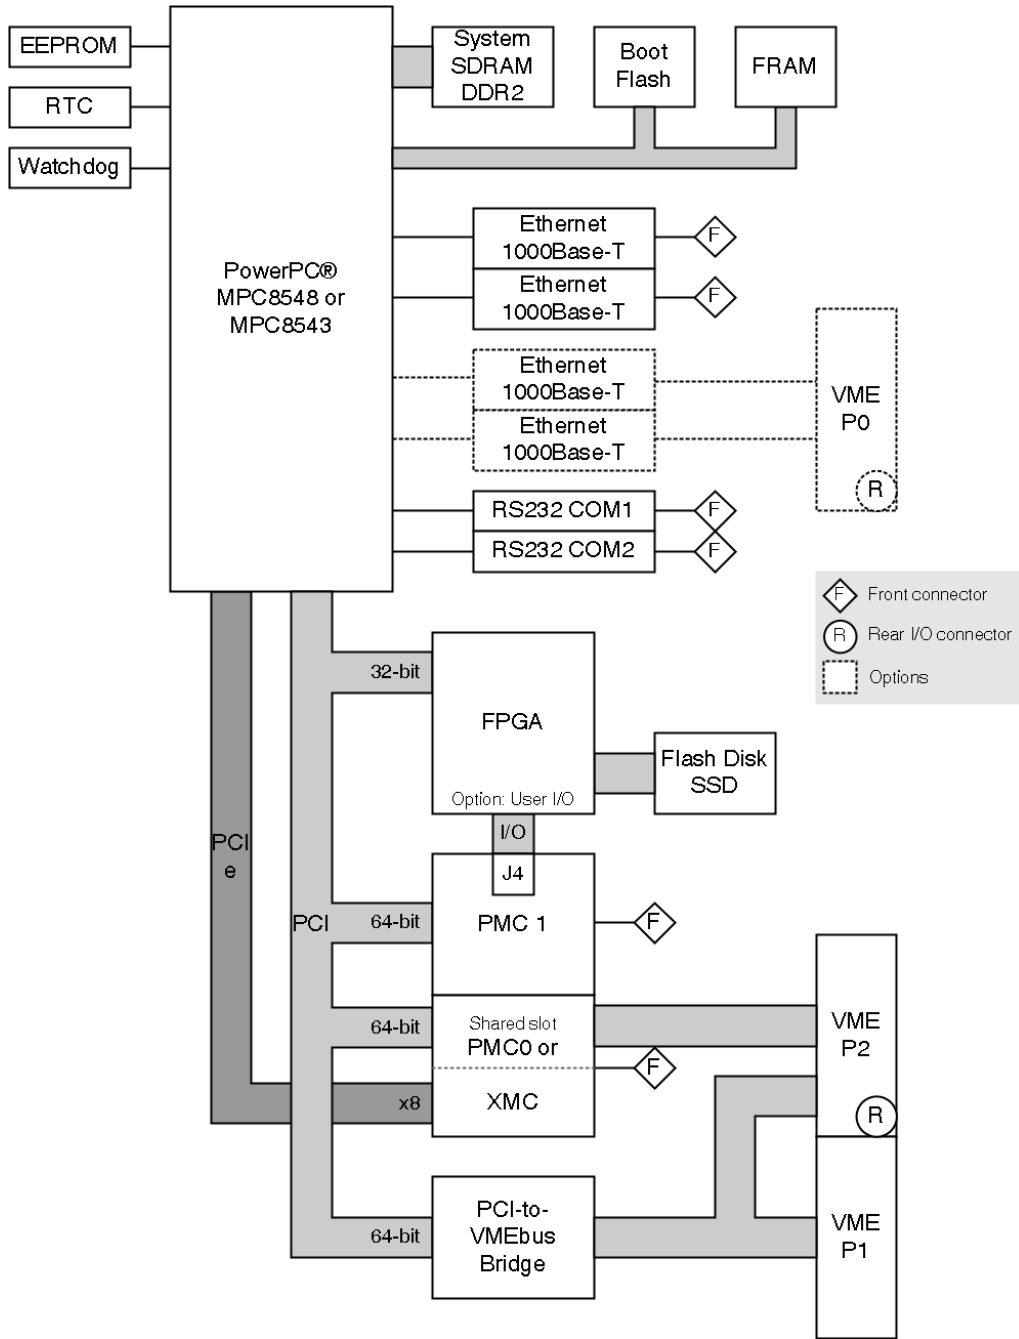 EEPROM
RTC
Watchdog
PowerPC®
MPC8548 or
MPC8543
System
SDRAM
DDR2
Boot
Flash
FRAM
Ethernet
1000Base-T
F
Ethernet
1000Base-T
F
Ethernet
1000Base-T
Ethernet
1000Base-T
VME
P0
R
RS232 COM1
F
RS232 COM2
F
F Front connector
R Rear I/O connector
Options
32-bit
FPGA
Option: User I/O
Flash Disk
SSD
I/O
J4
PCI
e
PCI
64-bit
PMC 1
F
64-bit
Shared slot
PMC0 or
F
x8
XMC
VME
P2
R
64-bit
PCI-to-
VMEbus
Bridge
VME
P1